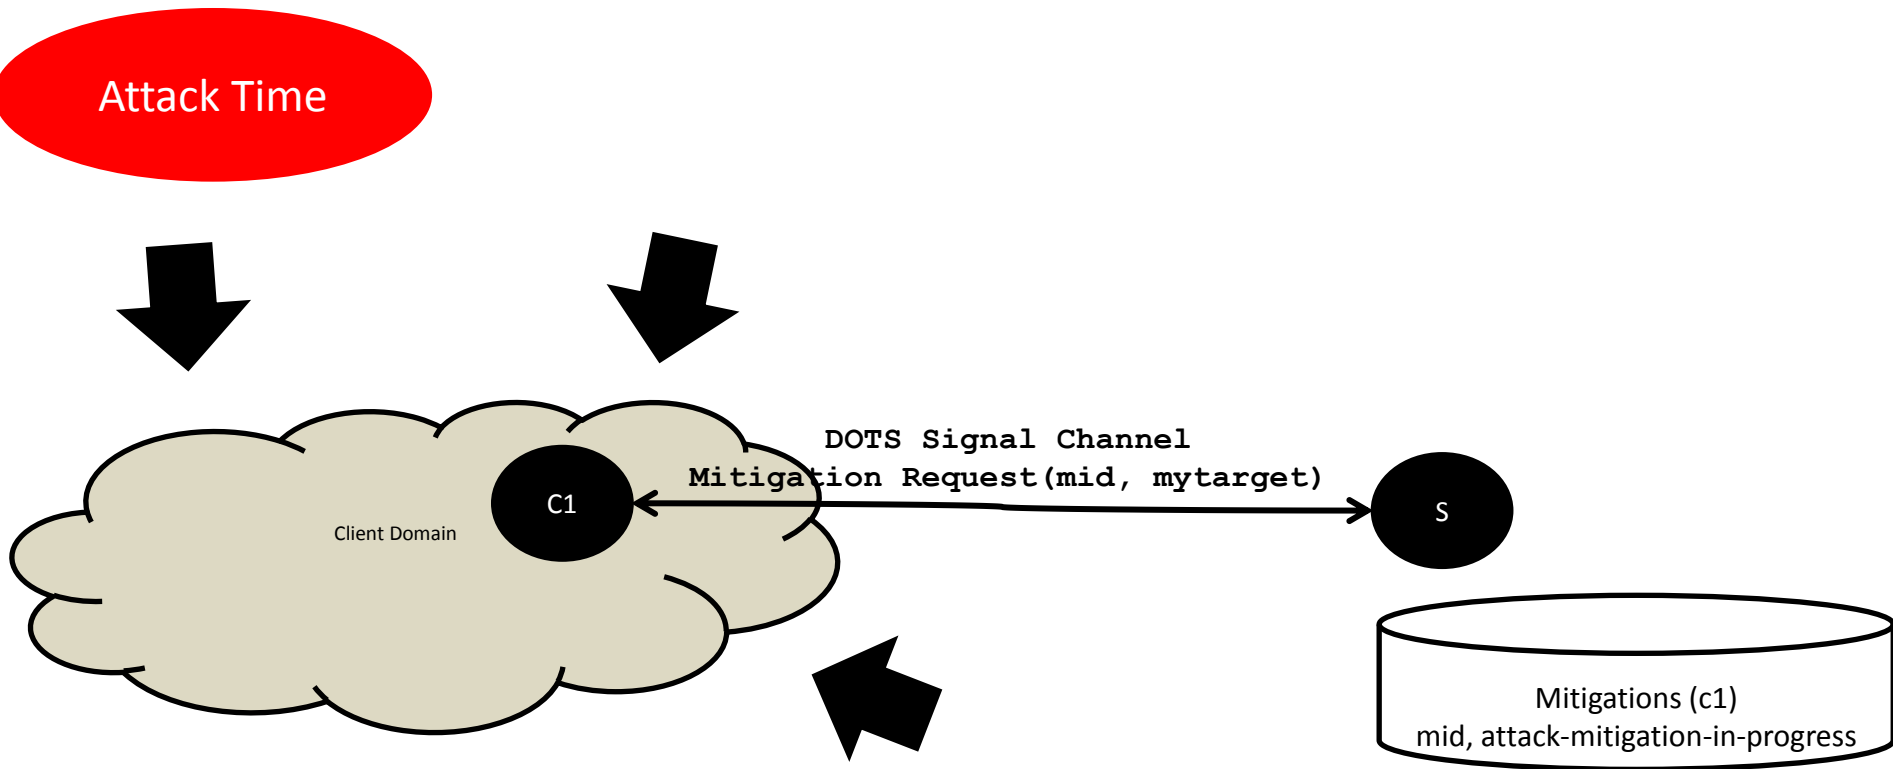 Attack Time
DOTS Signal Channel
Mitigation Request(mid, mytarget)
C1
S
Client Domain
Mitigations (c1)
mid, attack-mitigation-in-progress